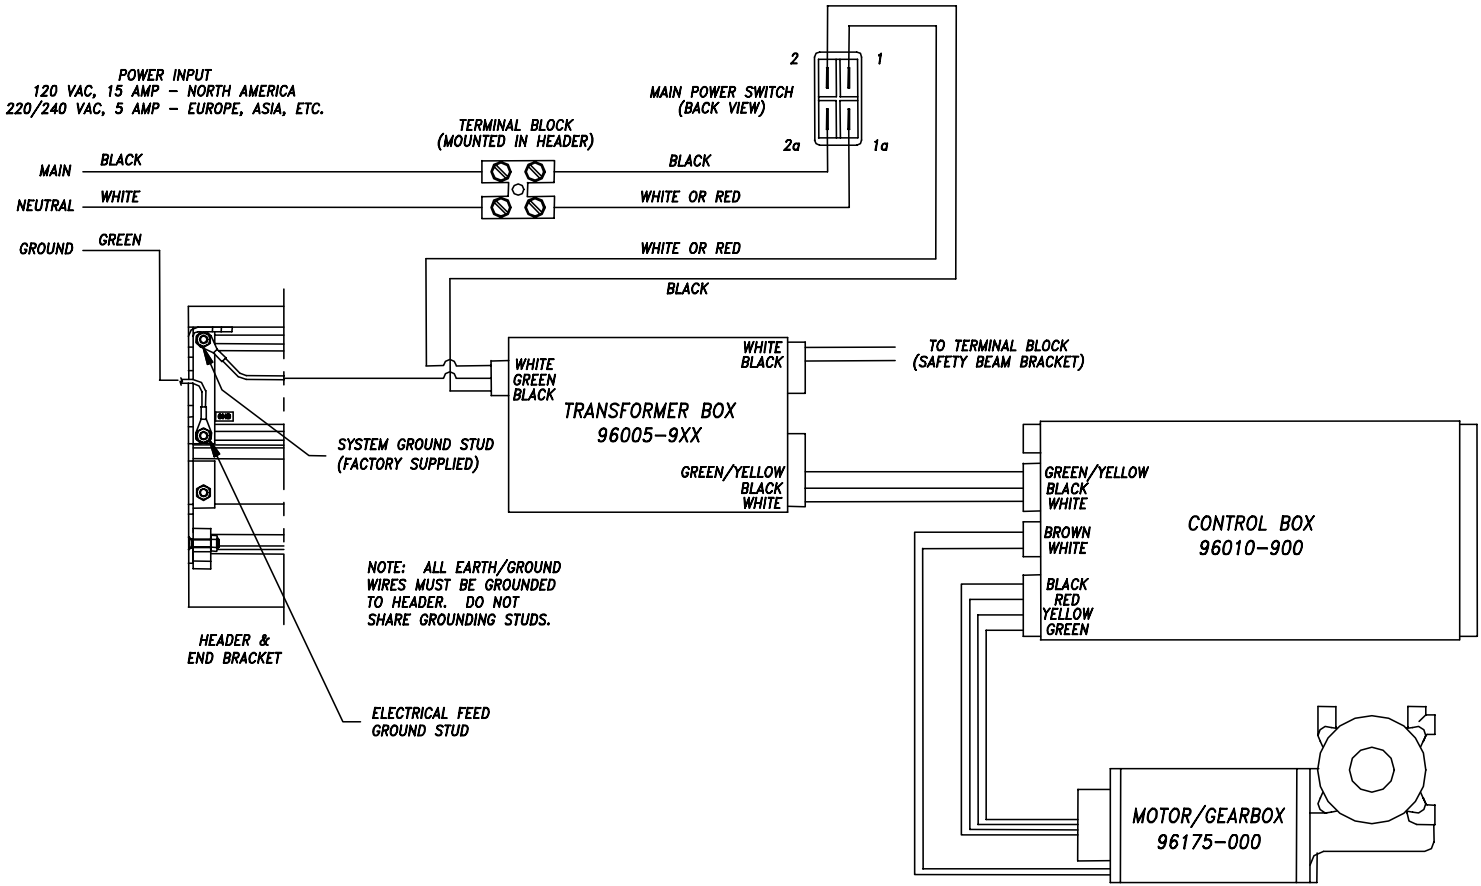 POWER INPUT
120 VAC, 15 AMP - NORTH AMERICA
220/240 VAC, 5 AMP - EUROPE, ASIA, ETC.
MAIN
BLACK
NEUTRAL
WHITE
GROUND
GREEN
TERMINAL BLOCK
(MOUNTED IN HEADER)
BLACK
WHITE OR RED
MAIN POWER SWITCH
(BACK VIEW)
2
1
2a
1a
WHITE OR RED
BLACK
WHITE
GREEN
BLACK
TRANSFORMER BOX
96005-9XX
WHITE
BLACK
TO TERMINAL BLOCK
(SAFETY BEAM BRACKET)
GREEN/YELLOW
BLACK
WHITE
GREEN/YELLOW
BLACK
WHITE
BROWN
WHITE
BLACK
RED
YELLOW
GREEN
CONTROL BOX
96010-900
SYSTEM GROUND STUD
(FACTORY SUPPLIED)
NOTE: ALL EARTH/GROUND
WIRES MUST BE GROUNDED
TO HEADER. DO NOT
SHARE GROUNDING STUDS.
HEADER &
END BRACKET
ELECTRICAL FEED
GROUND STUD
MOTOR/GEARBOX
96175-000